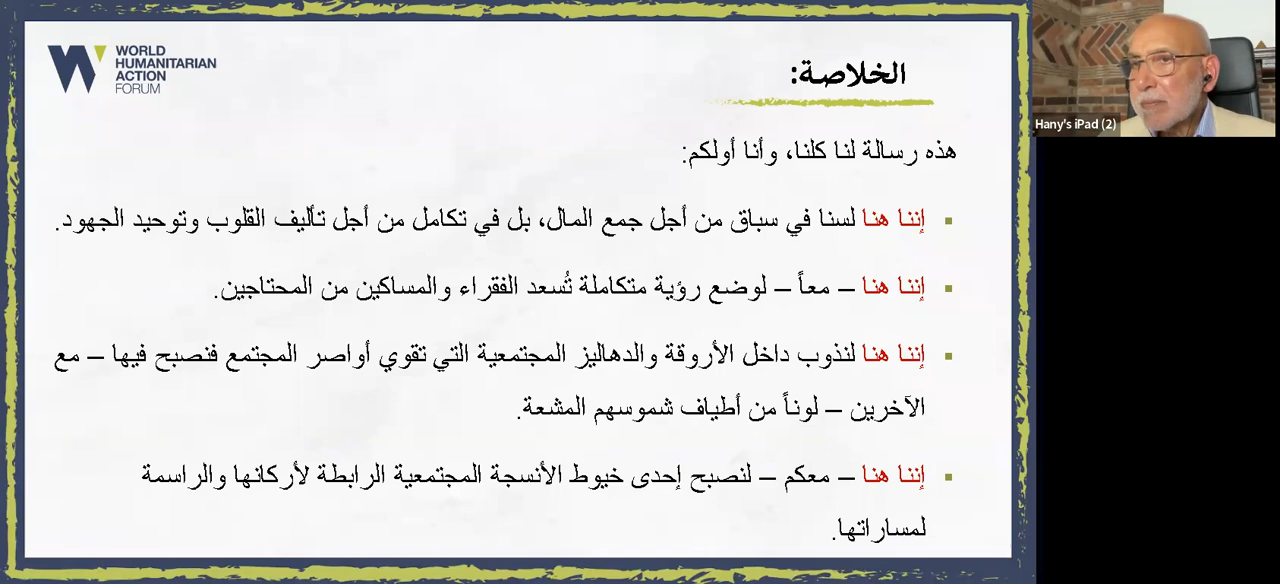 WORLD
HUMANITARIAN
ACTION
FORUM
الخلاصة:
هذه رسالة لنا كلنا، وأنا أولكم:
▪ إننا هنا لسنا في سباق من أجل جمع المال، بل في تكامل من أجل تأليف القلوب وتوحيد الجهود.
▪ إننا هنا – معاً – لوضع رؤية متكاملة تُسعد الفقراء والمساكين من المحتاجين.
▪ إننا هنا لنذوب داخل الأروقة والدهاليز المجتمعية التي تقوي أواصر المجتمع فنصبح فيها – مع
الآخرين – لوناً من أطياف شموسهم المشعة.
▪ إننا هنا – معكم – لنصبح إحدى خيوط الأنسجة المجتمعية الرابطة لأركانها والراسمة
لمساراتها.
Hany's iPad (2)